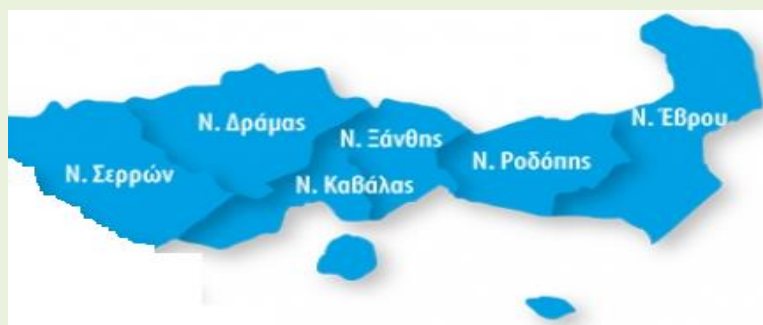 Ν. Δράμας
Ν. Ξάνθης
Ν. Έβρου
Ν. Σερρών
Ν. Καβάλας
Ν. Ροδόπης